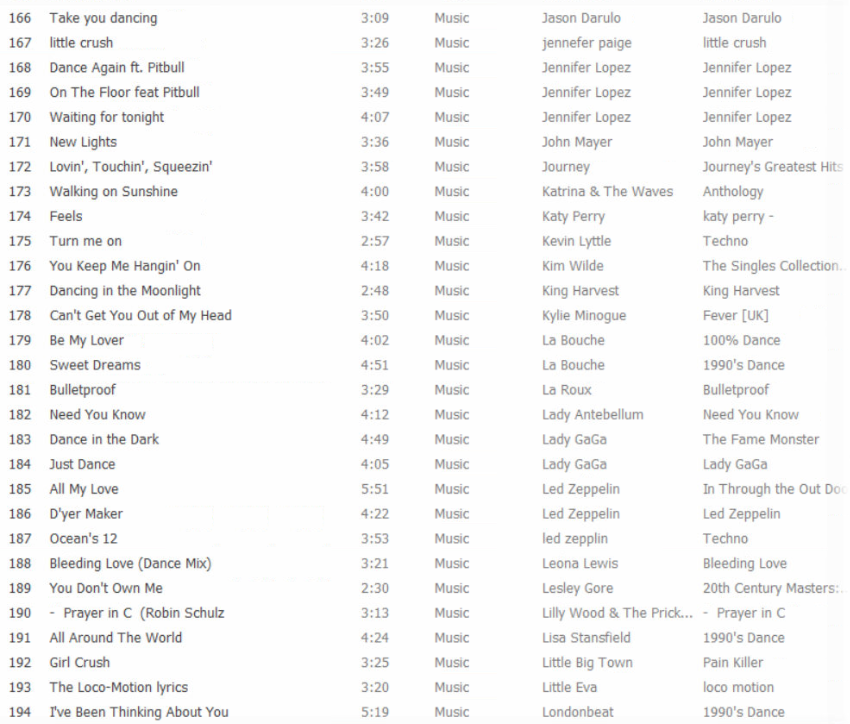 166 Take you dancing 3:09 Music Jason Darulo Jason Darulo
167 little crush 3:26 Music jennefer paige little crush
168 Dance Again ft. Pitbull 3:55 Music Jennifer Lopez Jennifer Lopez
169 On The Floor feat Pitbull 3:49 Music Jennifer Lopez Jennifer Lopez
170 Waiting for tonight 4:07 Music Jennifer Lopez Jennifer Lopez
171 New Lights 3:36 Music John Mayer John Mayer
172 Lovin', Touchin', Squeezin' 3:58 Music Journey Journey's Greatest Hits
173 Walking on Sunshine 4:00 Music Katrina & The Waves Anthology
174 Feels 3:42 Music Katy Perry katy perry -
175 Turn me on 2:57 Music Kevin Lyttle Techno
176 You Keep Me Hangin' On 4:18 Music Kim Wilde The Singles Collection...
177 Dancing in the Moonlight 2:48 Music King Harvest King Harvest
178 Can't Get You Out of My Head 3:50 Music Kylie Minogue Fever [UK]
179 Be My Lover 4:02 Music La Bouche 100% Dance
180 Sweet Dreams 4:51 Music La Bouche 1990's Dance
181 Bulletproof 3:29 Music La Roux Bulletproof
182 Need You Know 4:12 Music Lady Antebellum Need You Know
183 Dance in the Dark 4:49 Music Lady GaGa The Fame Monster
184 Just Dance 4:05 Music Lady GaGa Lady GaGa
185 All My Love 5:51 Music Led Zeppelin In Through the Out Doo
186 D'yer Maker 4:22 Music Led Zeppelin Led Zeppelin
187 Ocean's 12 3:53 Music led zepplin Techno
188 Bleeding Love (Dance Mix) 3:21 Music Leona Lewis Bleeding Love
189 You Don't Own Me 2:30 Music Lesley Gore 20th Century Masters:...
190 - Prayer in C (Robin Schulz 3:13 Music Lilly Wood & The Prick... - Prayer in C
191 All Around The World 4:24 Music Lisa Stansfield 1990's Dance
192 Girl Crush 3:25 Music Little Big Town Pain Killer
193 The Loco-Motion lyrics 3:20 Music Little Eva loco motion
194 I've Been Thinking About You 5:19 Music Londonbeat 1990's Dance